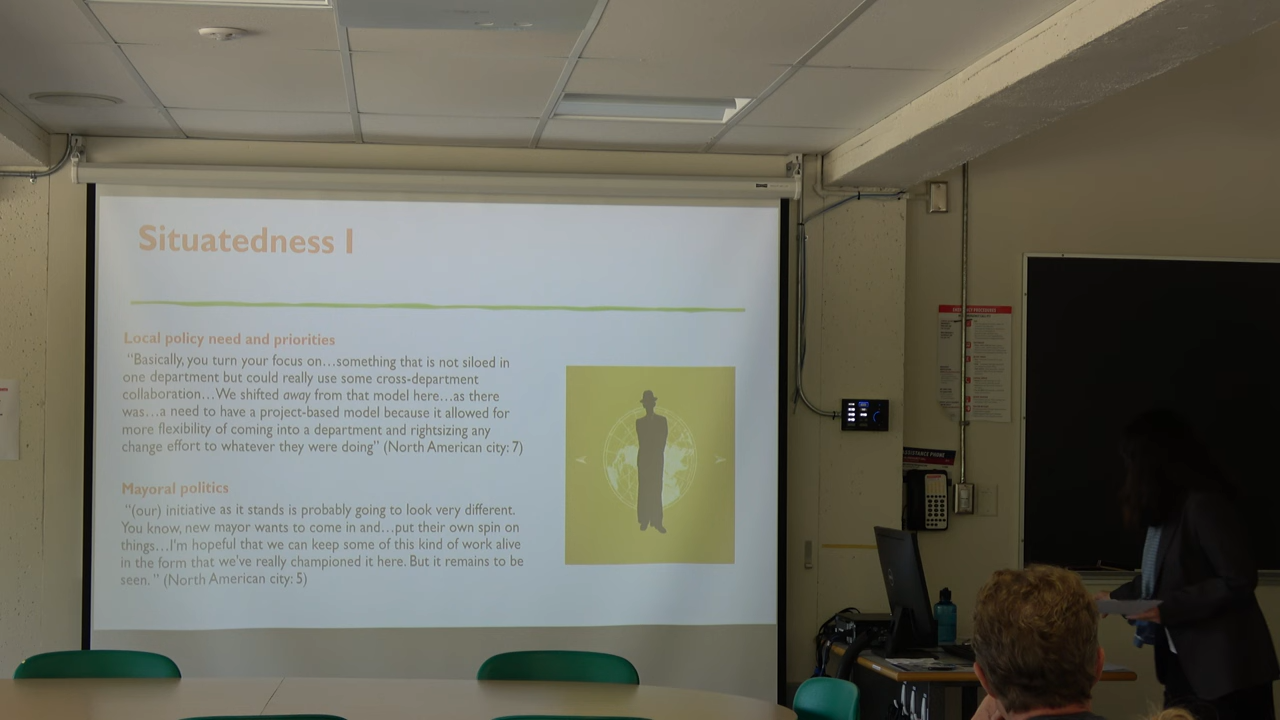 Situatedness I
Local policy need and priorities
“Basically, you turn your focus on…something that is not siloed in
one department but could really use some cross-department
collaboration…We shifted away from that model here…as there
was…a need to have a project-based model because it allowed for
more flexibility of coming into a department and rightsizing any
change effort to whatever they were doing” (North American city: 7)
Mayoral politics
“(our) initiative as it stands is probably going to look very different.
You know, new mayor wants to come in and…put their own spin on
things…I’m hopeful that we can keep some of this kind of work alive
in the form that we’ve really championed it here. But it remains to be
seen. ” (North American city: 5)
EMERGENCY PROCEDURES
ASSISTANCE PHONE